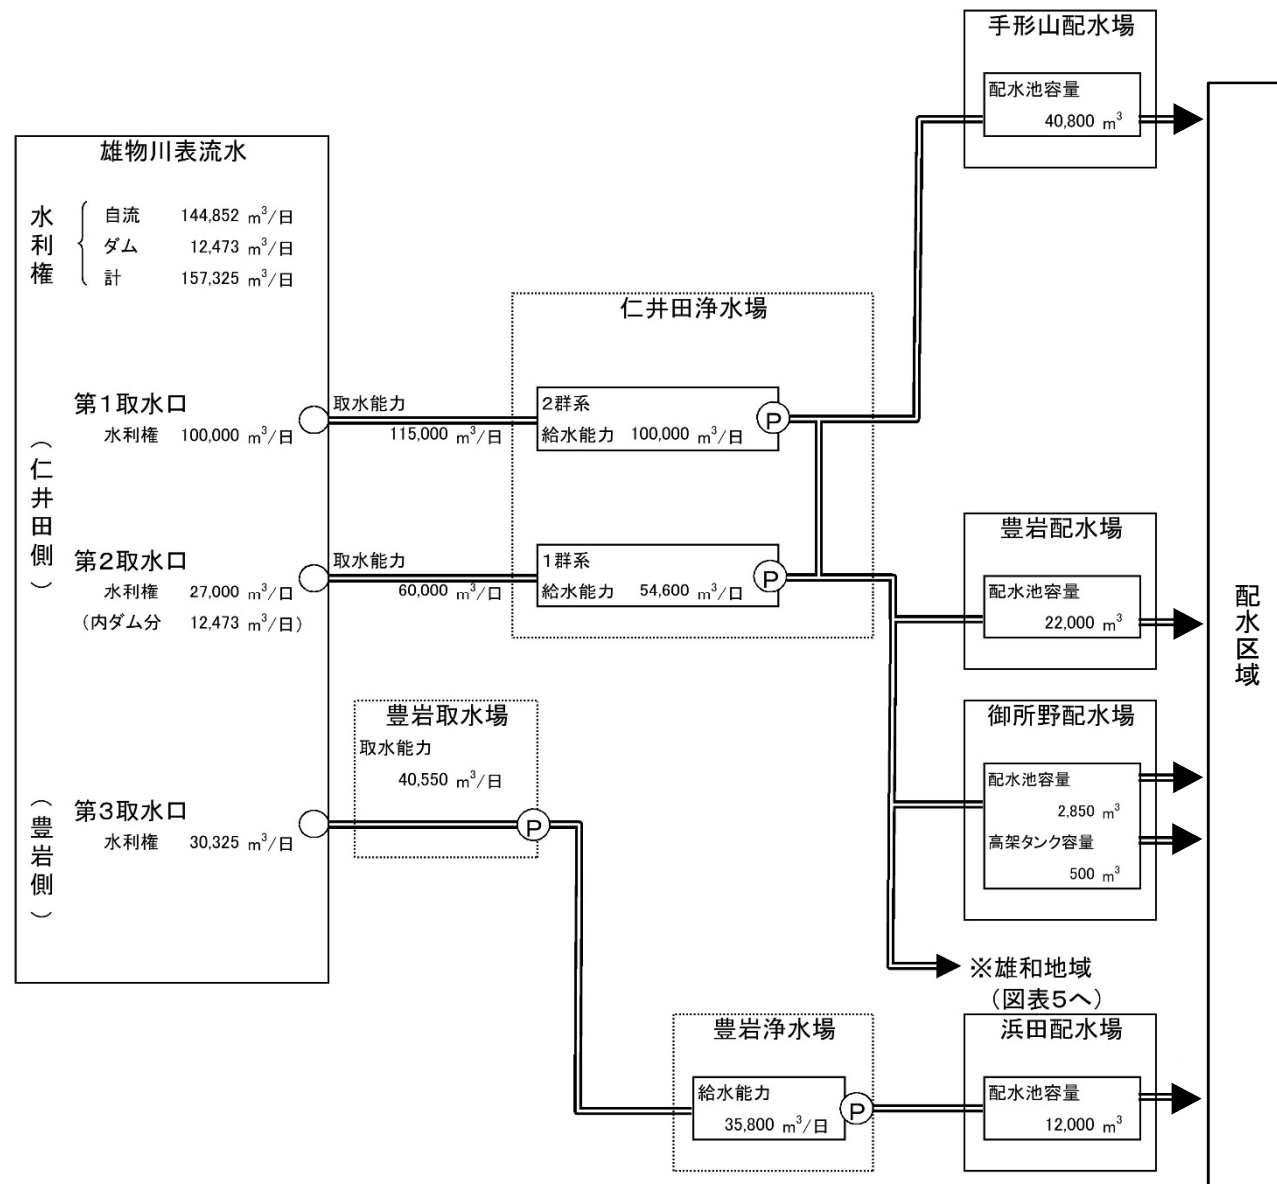 手形山配水場
配水池容量
40,800 m³
雄物川表流水
水利権
自流 144,852 m³/日
ダム 12,473 m³/日
計 157,325 m³/日
仁井田浄水場
(仁井田側)
第1取水口
水利権 100,000 m³/日
取水能力
115,000 m³/日
2群系
給水能力 100,000 m³/日
P
第2取水口
水利権 27,000 m³/日
(内ダム分 12,473 m³/日)
取水能力
60,000 m³/日
1群系
給水能力 54,600 m³/日
P
豊岩配水場
配水池容量
22,000 m³
配水区域
豊岩取水場
取水能力
40,550 m³/日
P
御所野配水場
配水池容量
2,850 m³
高架タンク容量
500 m³
(豊岩側)
第3取水口
水利権 30,325 m³/日
※雄和地域
(図表5へ)
豊岩浄水場
給水能力
35,800 m³/日
P
浜田配水場
配水池容量
12,000 m³